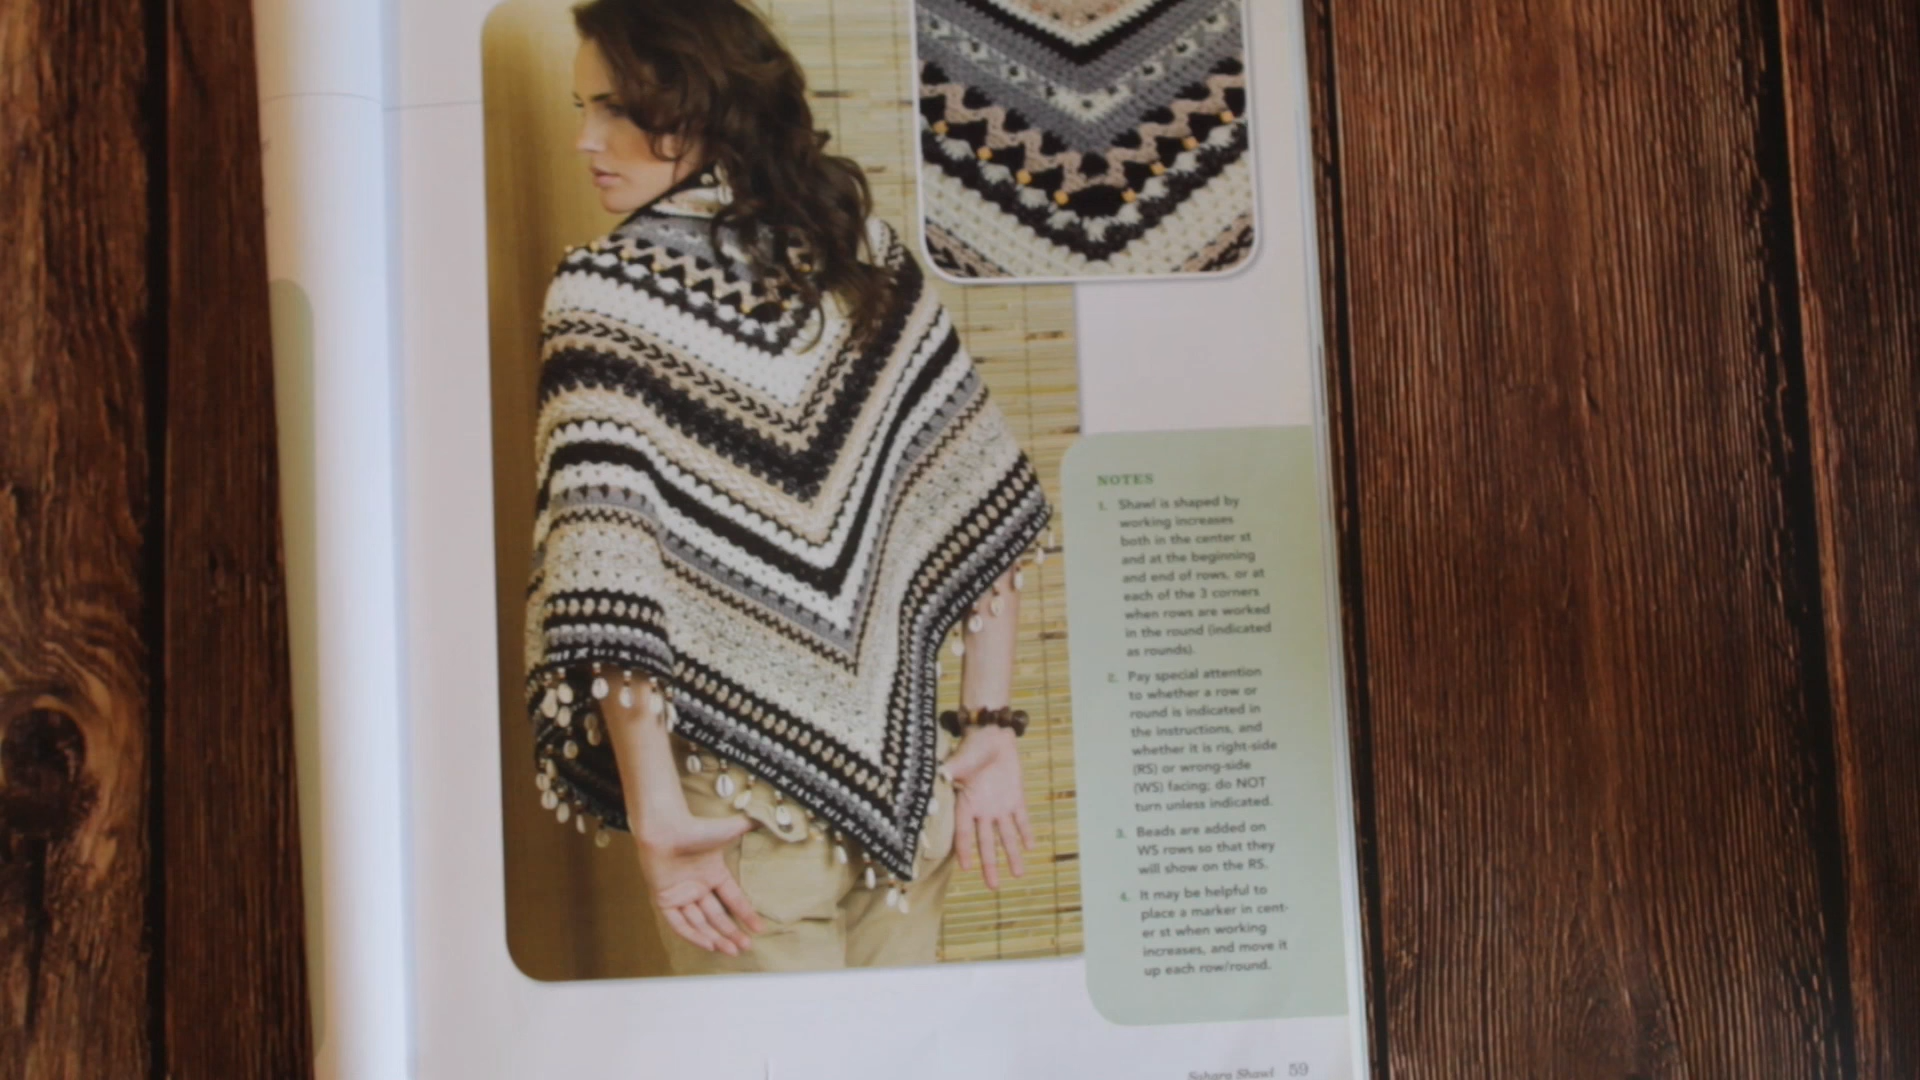 NOTES
1. Shawl is shaped by
working increases
both in the center st
and at the beginning
and end of rows, or at
each of the 3 corners
when rows are worked
in the round (indicated
as rounds).
2. Pay special attention
to whether a row or
round is indicated in
the instructions, and
whether it is right-side
(RS) or wrong-side
(WS) facing; do NOT
turn unless indicated.
3. Beads are added on
WS rows so that they
will show on the RS.
4. It may be helpful to
place a marker in cent-
er st when working
increases, and move it
up each row/round.
Sahara Shawl 59